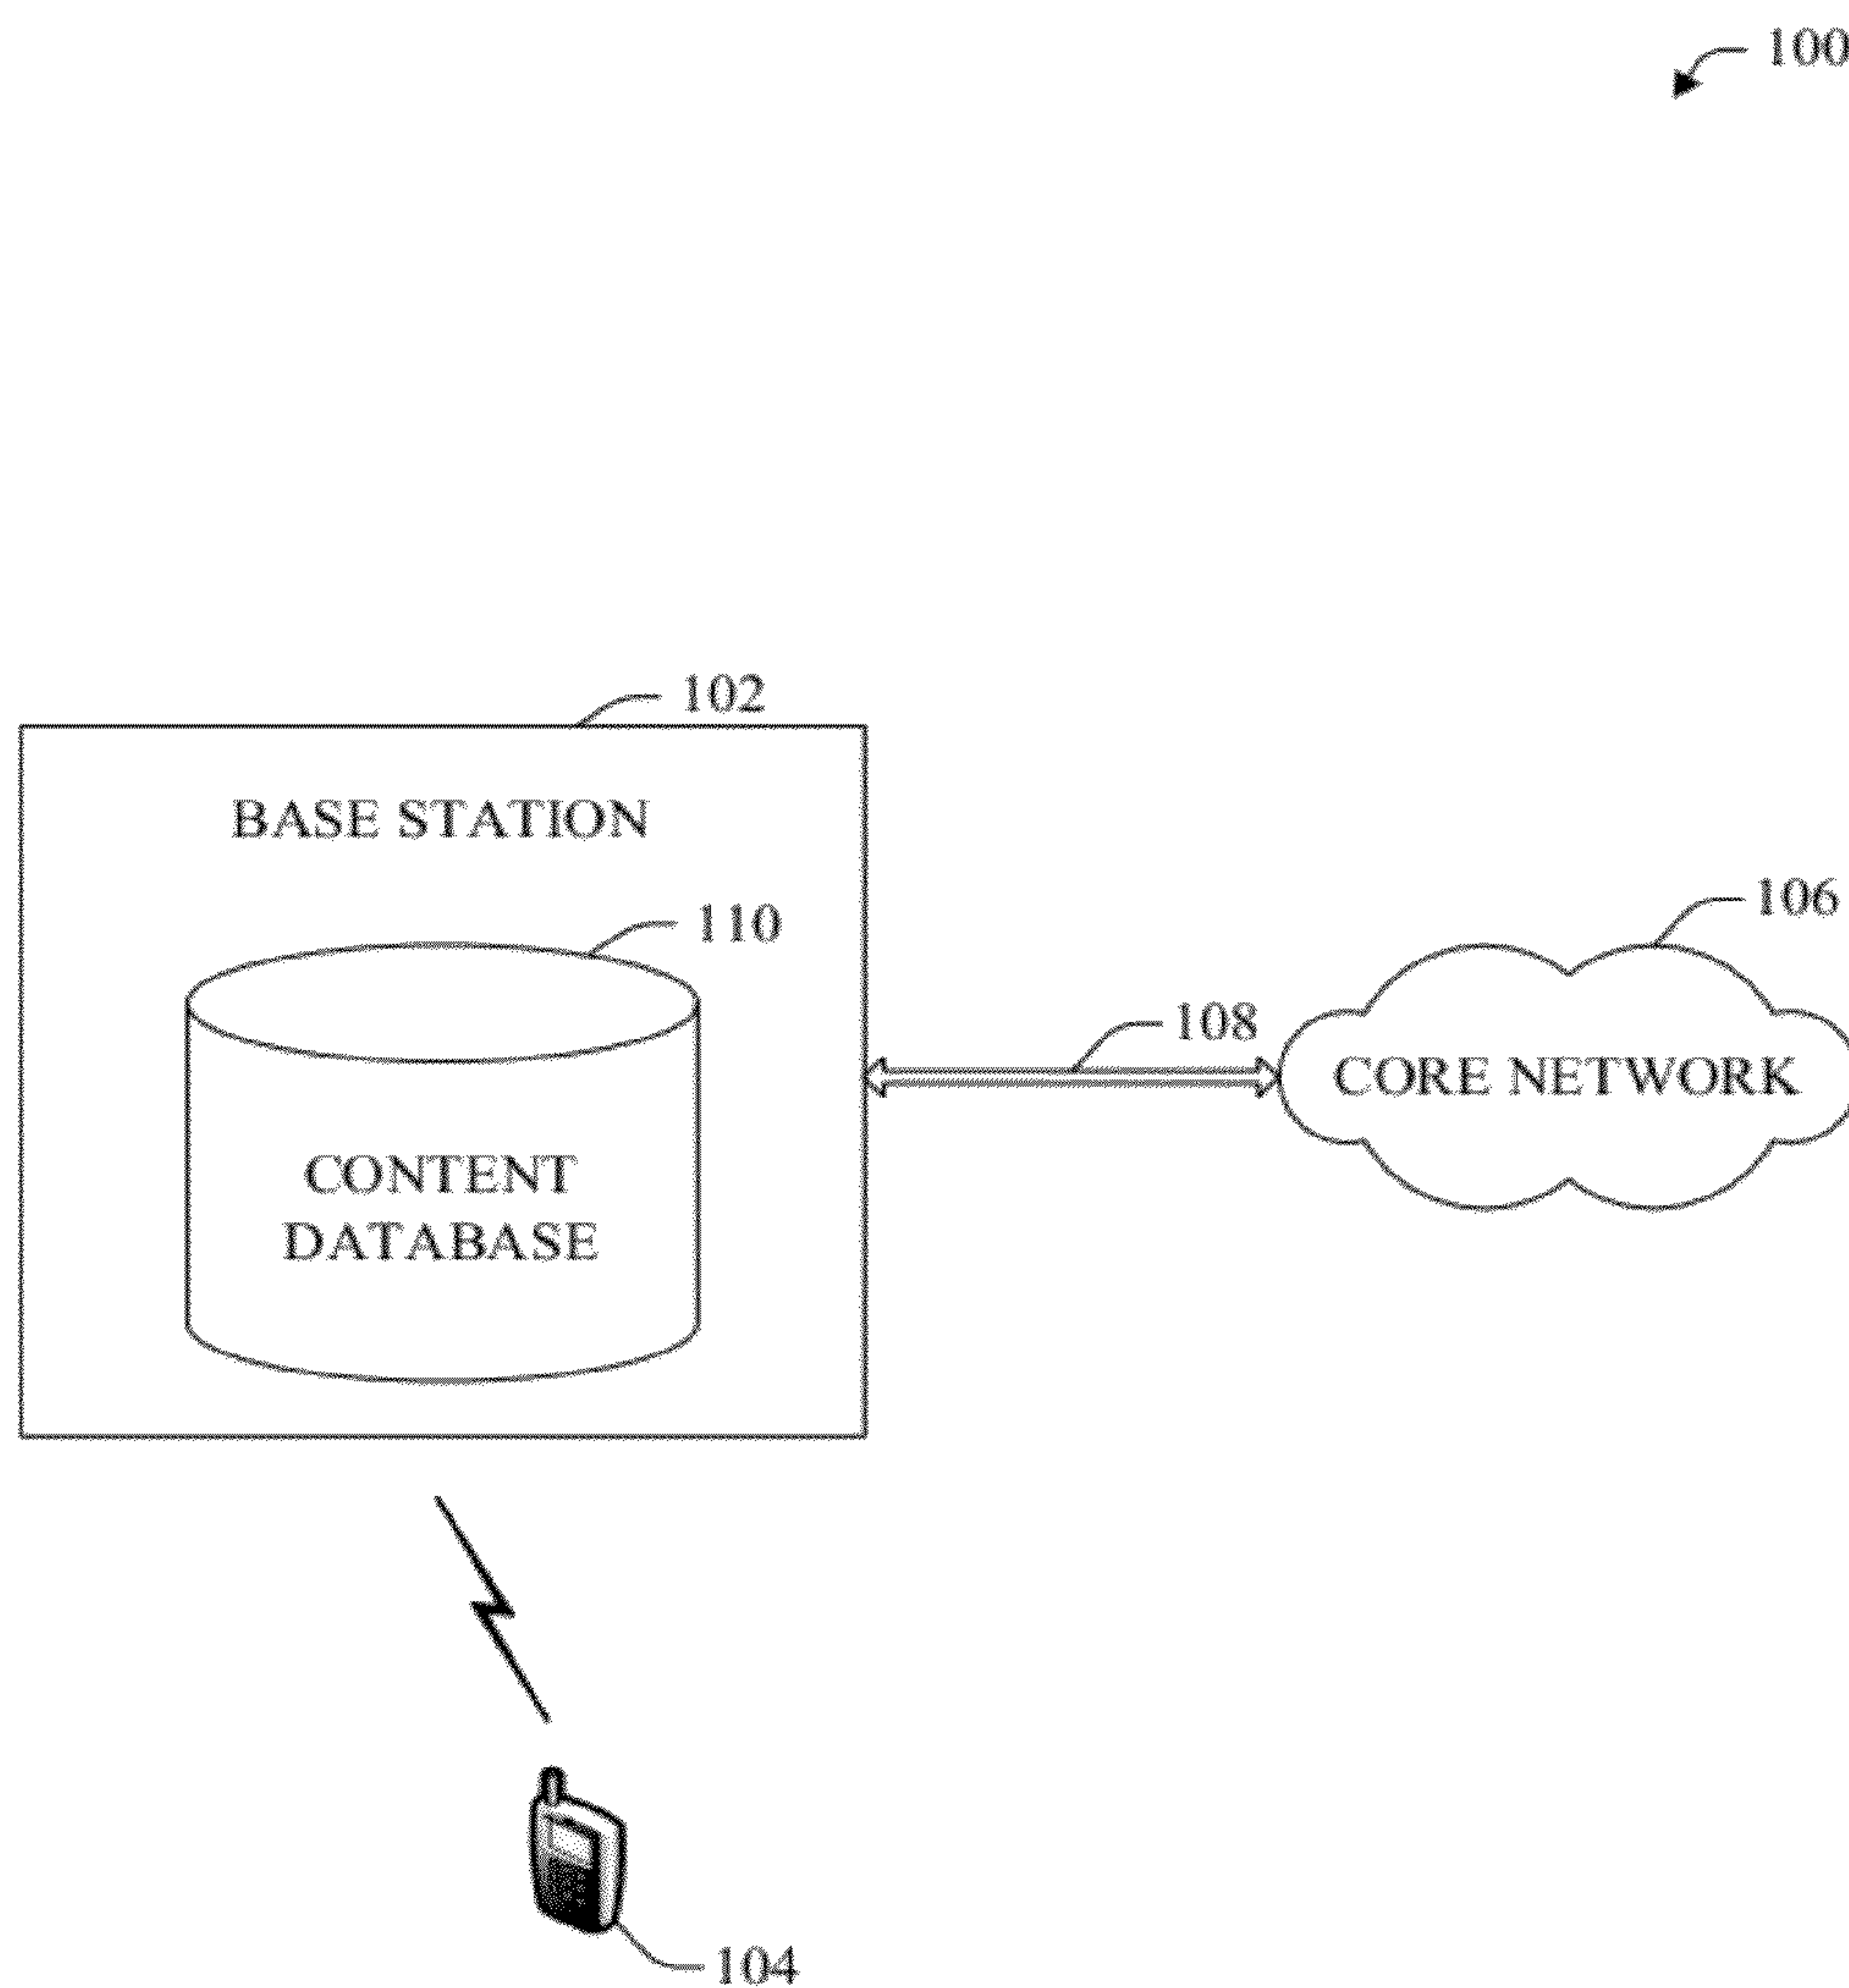 100
102
BASE STATION
110
106
108
CORE NETWORK
CONTENT
DATABASE
104